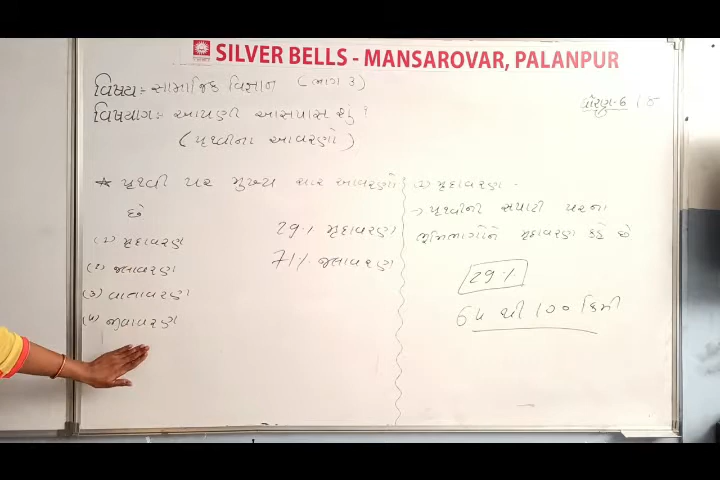 SILVER BELLS - MANSAROVAR, PALANPUR
વિષય:- સામાજિક વિજ્ઞાન (ભાગ 3)
ધોરણ-6
વિષયાંગ:- આપણી આસપાસ શું?
(પૃથ્વીના આવરણો)
* પૃથ્વી પર મુખ્ય ચાર આવરણો
છે
(1) મૃદાવરણ
(2) જલાવરણ
(3) વાતાવરણ
(4) જીવાવરણ
29% મૃદાવરણ
71% જલાવરણ
(1) મૃદાવરણ -
→ પૃથ્વીની સપાટી પરના
ભૂમિભાગોને મૃદાવરણ કહે છે
29%
64 થી 100 કિમી